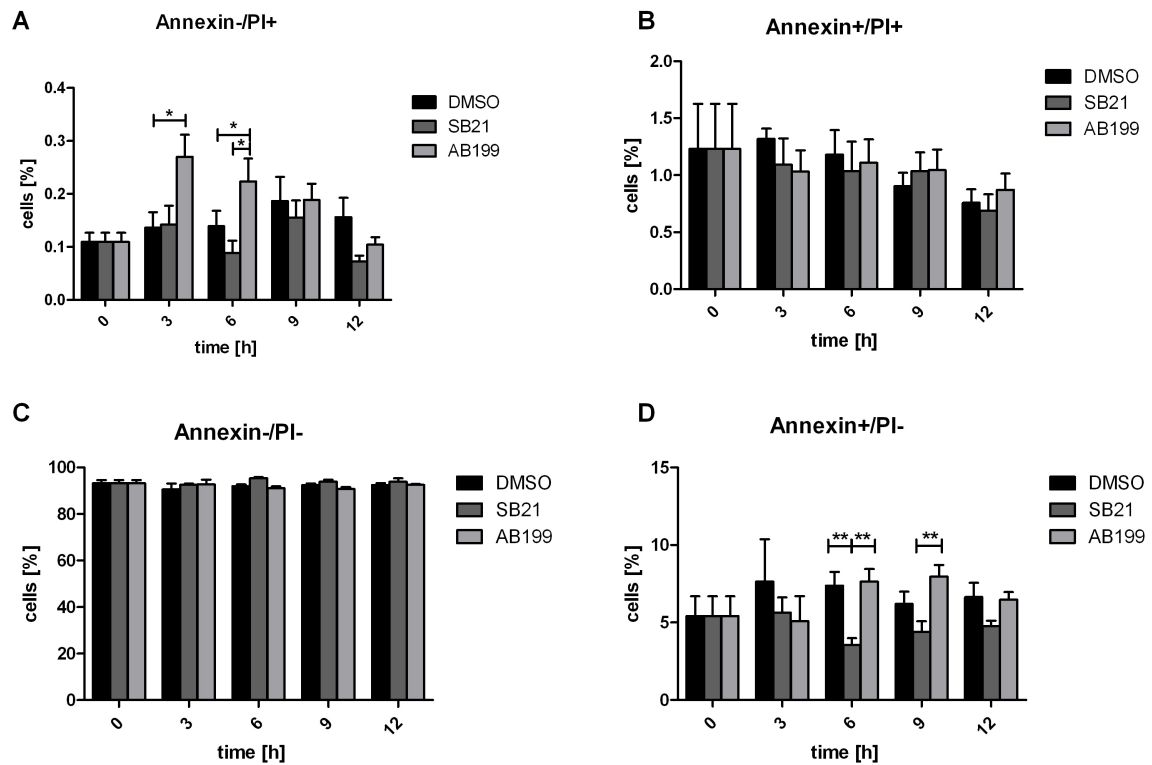 A
Annexin-/PI+
cells [%]
0.4
0.3
0.2
0.1
0.0
*
*
*
0
3
6
9
12
time [h]
DMSO
SB21
AB199
B
Annexin+/PI+
cells [%]
2.0
1.5
1.0
0.5
0.0
0
3
6
9
12
time [h]
DMSO
SB21
AB199
C
Annexin-/PI-
cells [%]
100
80
60
40
20
0
0
3
6
9
12
time [h]
DMSO
SB21
AB199
D
Annexin+/PI-
cells [%]
15
10
5
0
** **
**
0
3
6
9
12
time [h]
DMSO
SB21
AB199